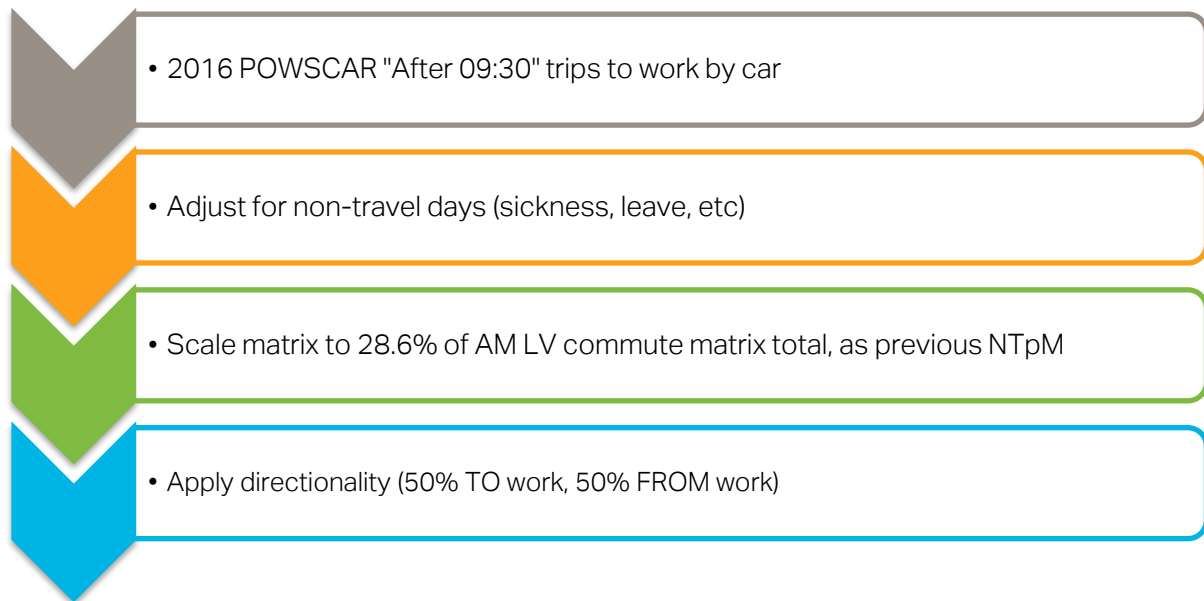 • 2016 POWSCAR "After 09:30" trips to work by car
• Adjust for non-travel days (sickness, leave, etc)
• Scale matrix to 28.6% of AM LV commute matrix total, as previous NTpM
• Apply directionality (50% TO work, 50% FROM work)